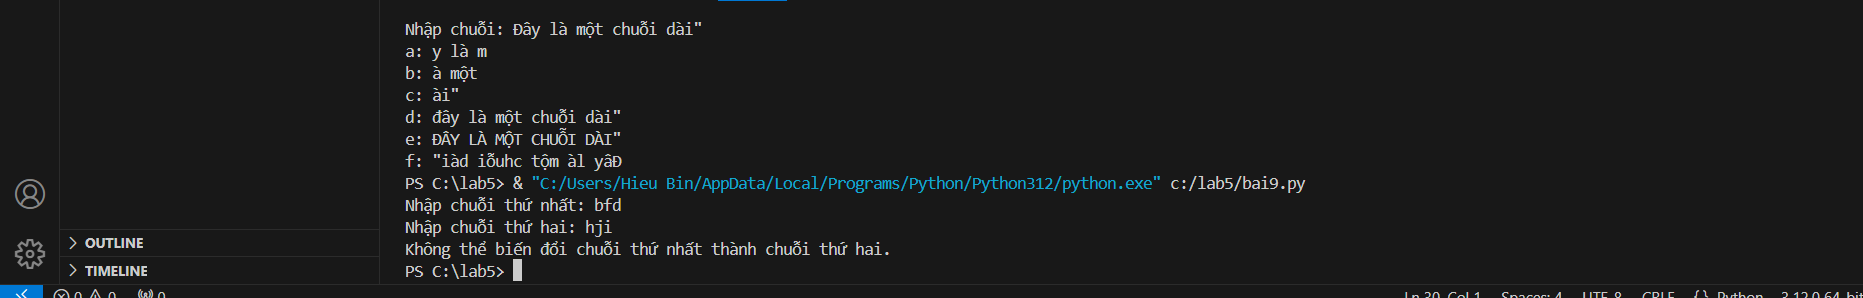 Nhập chuỗi: Đây là một chuỗi dài"
a: y là m
b: à một
c: ài"
d: đây là một chuỗi dài"
e: ĐÂY LÀ MỘT CHUỖI DÀI"
f: "iàd iỗuhc tộm àl yâĐ
PS C:\lab5> & "C:/Users/Hieu Bin/AppData/Local/Programs/Python/Python312/python.exe" c:/lab5/bai9.py
Nhập chuỗi thứ nhất: bfd
Nhập chuỗi thứ hai: hji
Không thể biến đổi chuỗi thứ nhất thành chuỗi thứ hai.
PS C:\lab5>
OUTLINE
TIMELINE
0 0 0 Ln 30, Col 1 Spaces: 4 UTF-8 CRLF {} Python 3.12.0 64-bit